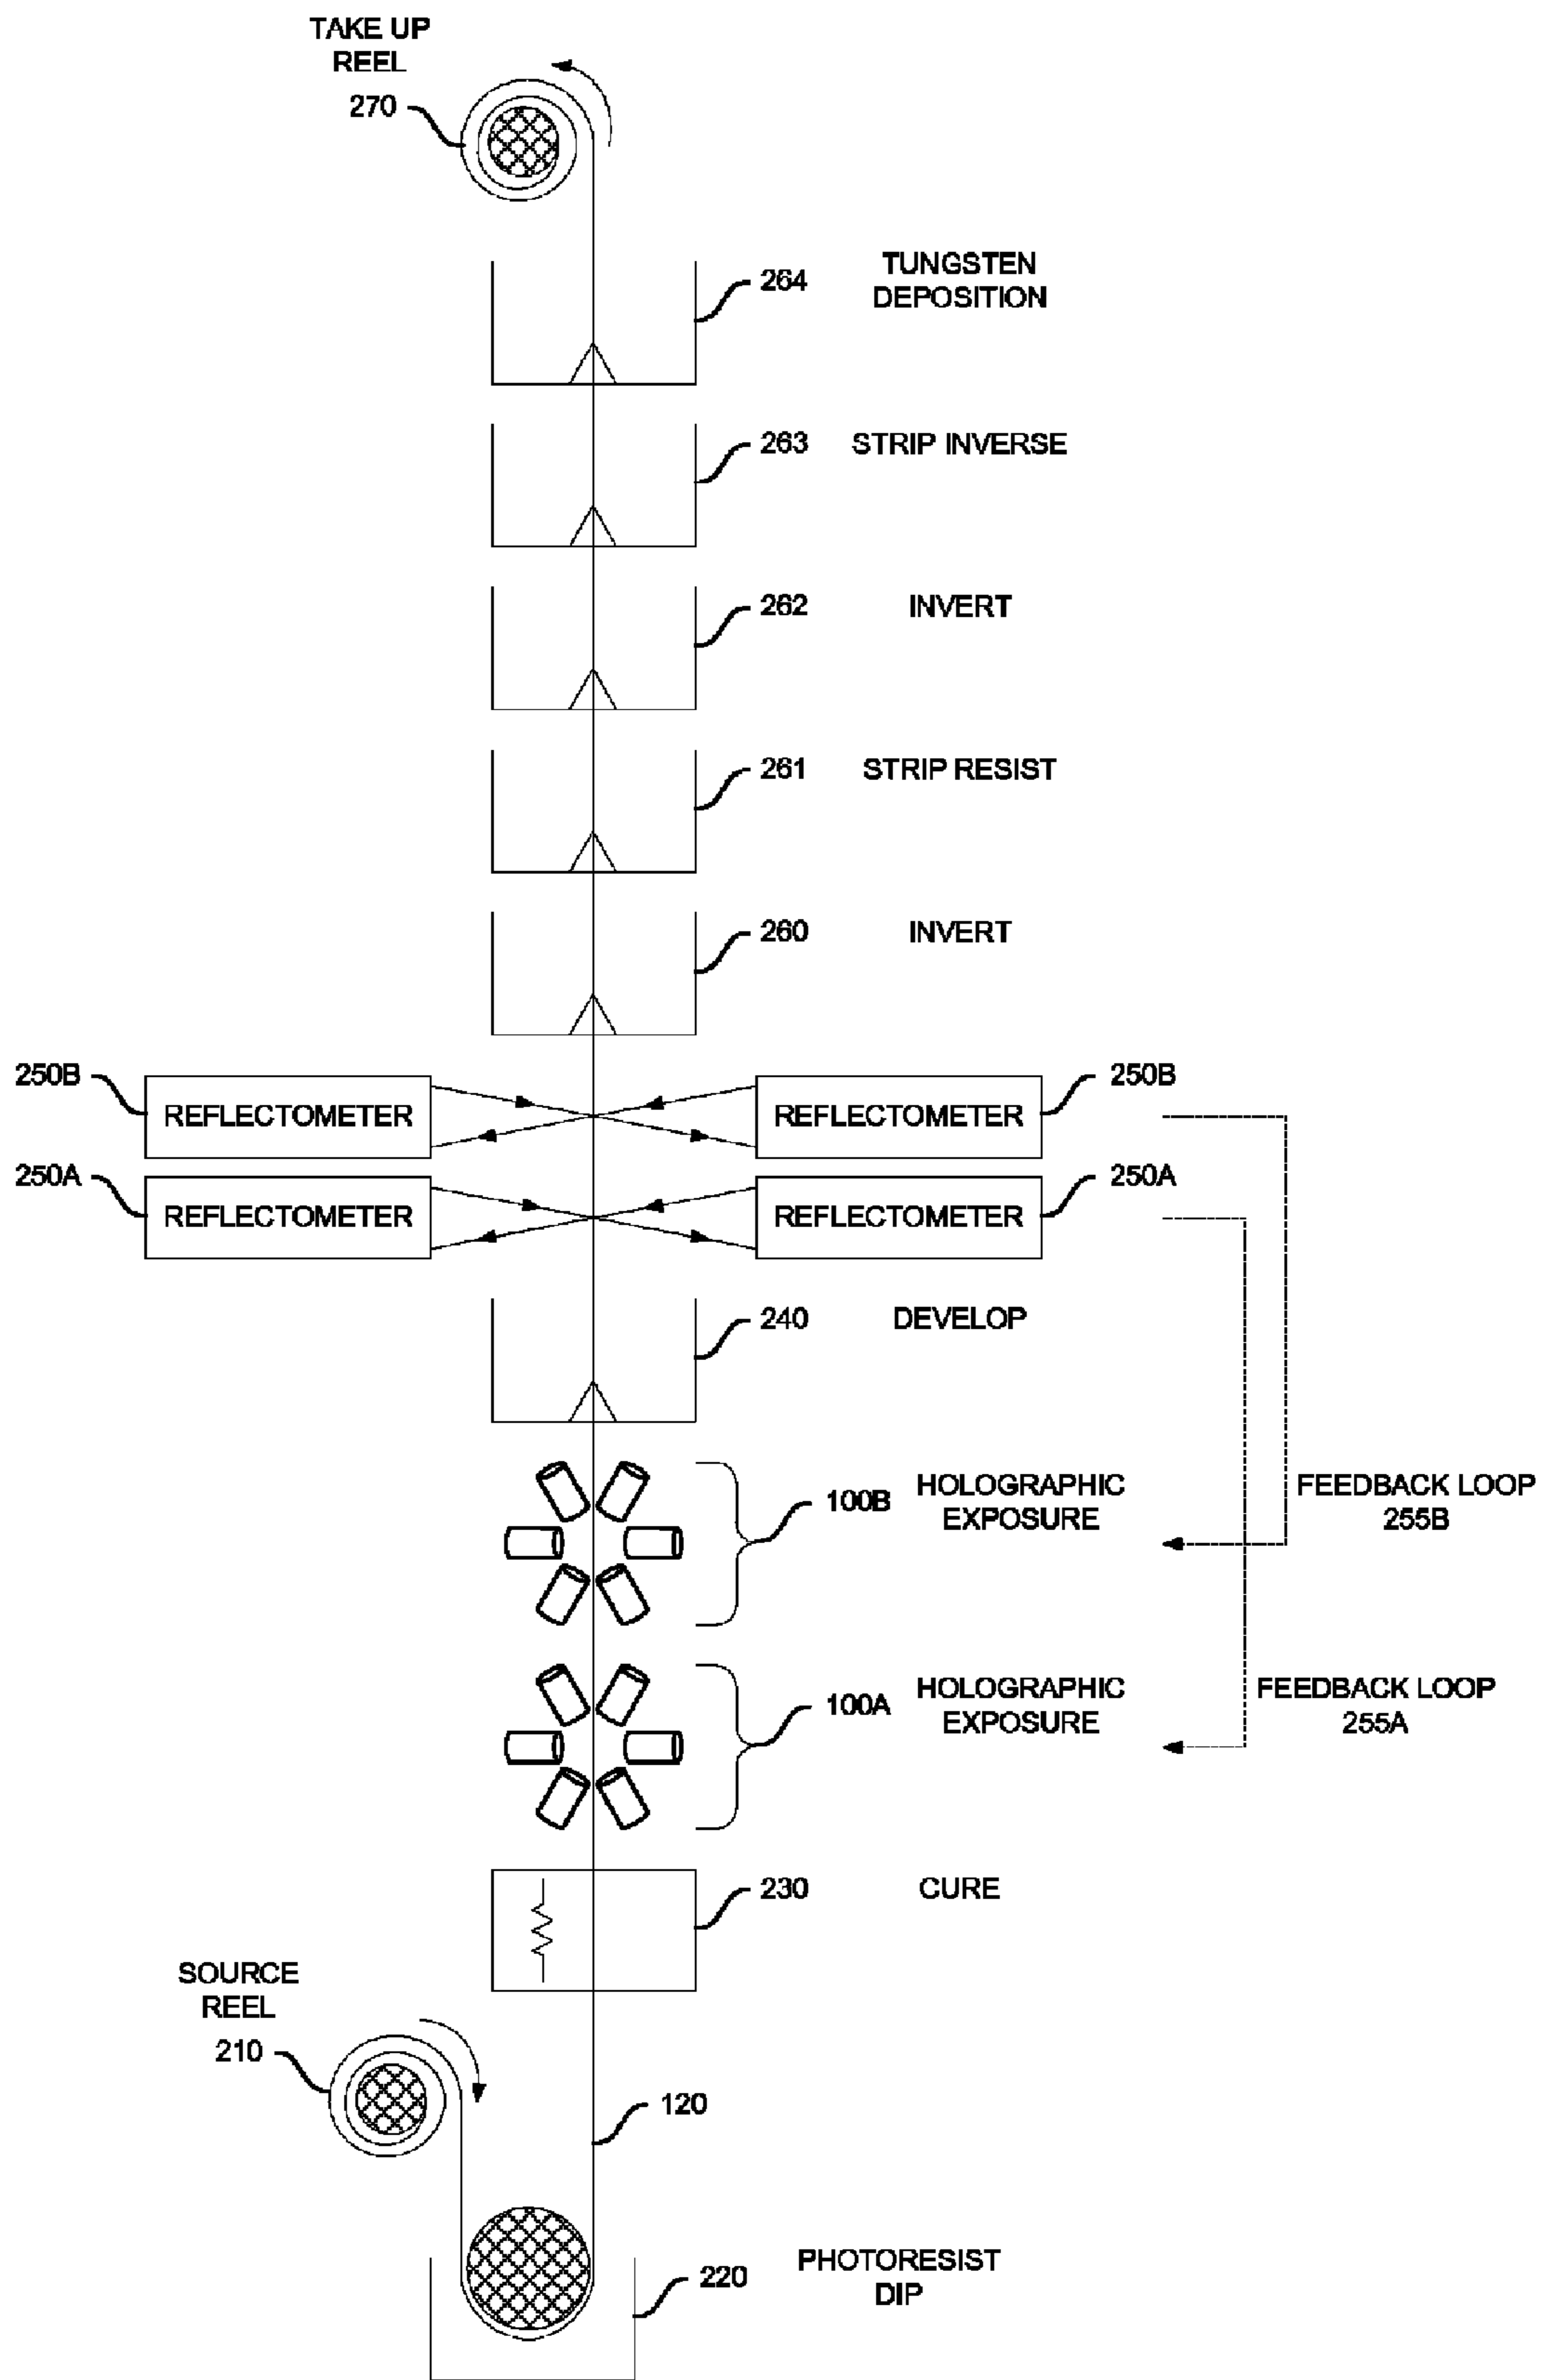 TAKE UP
REEL
270
264
TUNGSTEN
DEPOSITION
263 STRIP INVERSE
262 INVERT
261 STRIP RESIST
260 INVERT
250B REFLECTOMETER REFLECTOMETER 250B
250A REFLECTOMETER REFLECTOMETER 250A
240 DEVELOP
100B
HOLOGRAPHIC
EXPOSURE
FEEDBACK LOOP
255B
100A
HOLOGRAPHIC
EXPOSURE
FEEDBACK LOOP
255A
230 CURE
SOURCE
REEL
210
120
220
PHOTORESIST
DIP